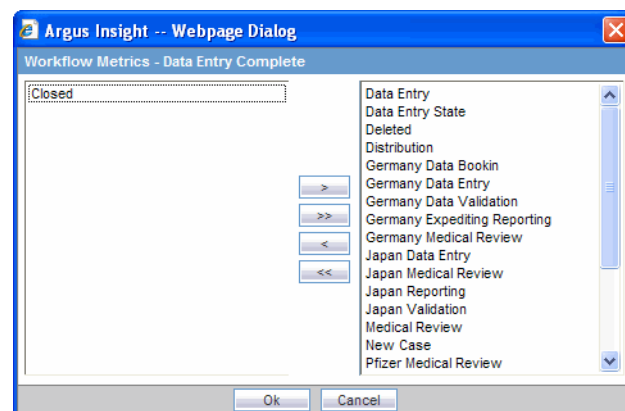 Argus Insight -- Webpage Dialog
Workflow Metrics - Data Entry Complete
Closed
Data Entry
Data Entry State
Deleted
Distribution
Germany Data Bookin
Germany Data Entry
Germany Data Validation
Germany Expediting Reporting
Germany Medical Review
Japan Data Entry
Japan Medical Review
Japan Reporting
Japan Validation
Medical Review
New Case
Pfizer Medical Review
>
>>
<
<<
Ok
Cancel